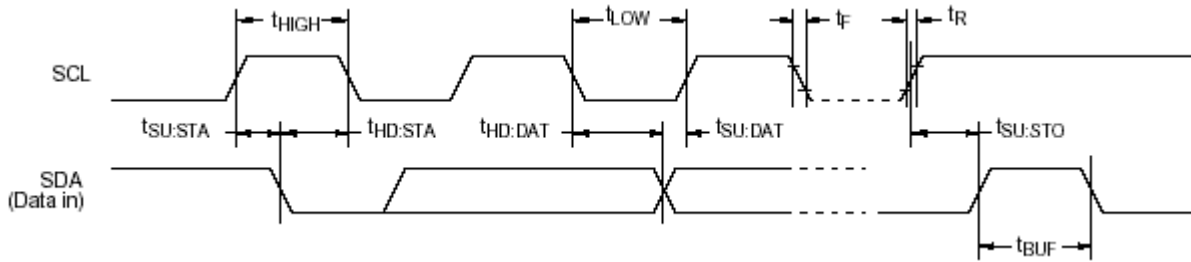 tHIGH tLOW tF tR
SCL
tSU:STA tHD:STA tHD:DAT tSU:DAT tSU:STO
SDA
(Data in)
tBUF